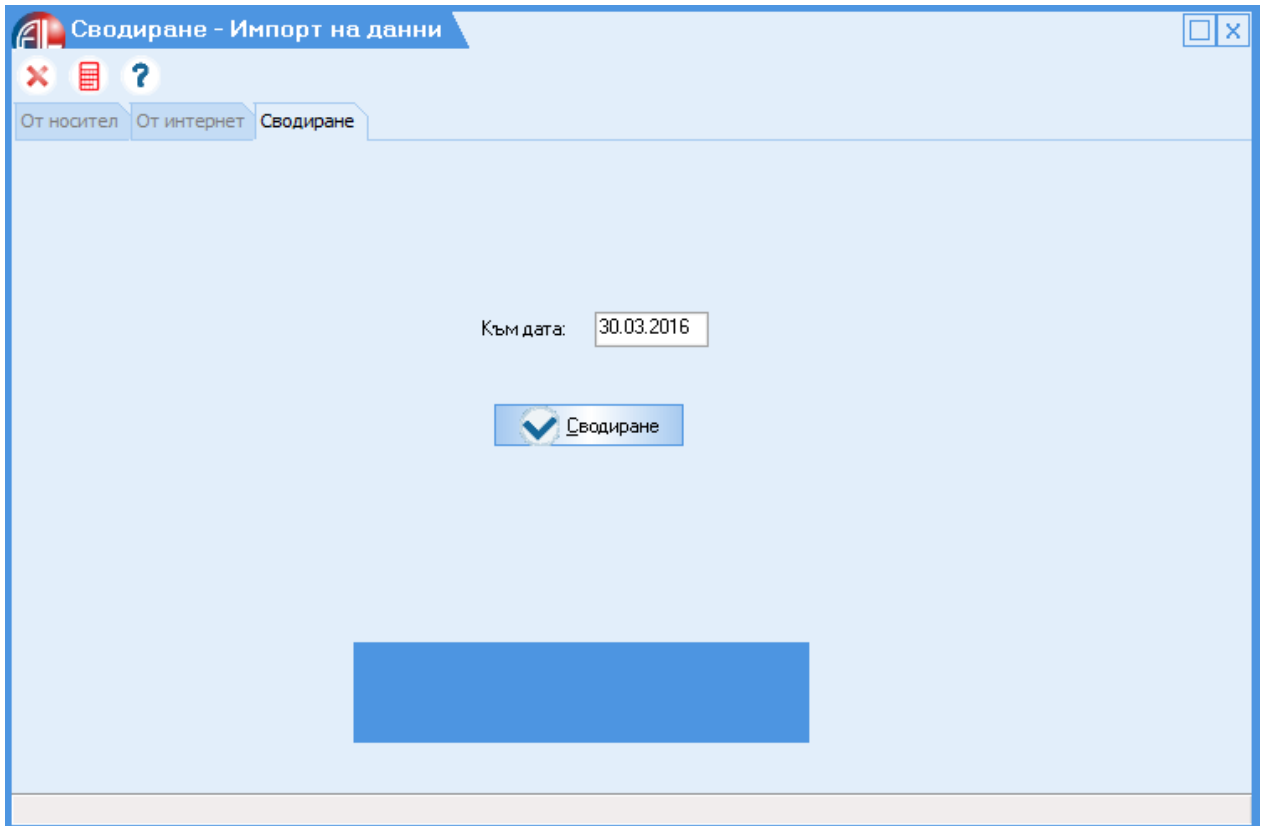 Сводиране - Импорт на данни
От носител От интернет Сводиране
Към дата: 30.03.2016
Сводиране